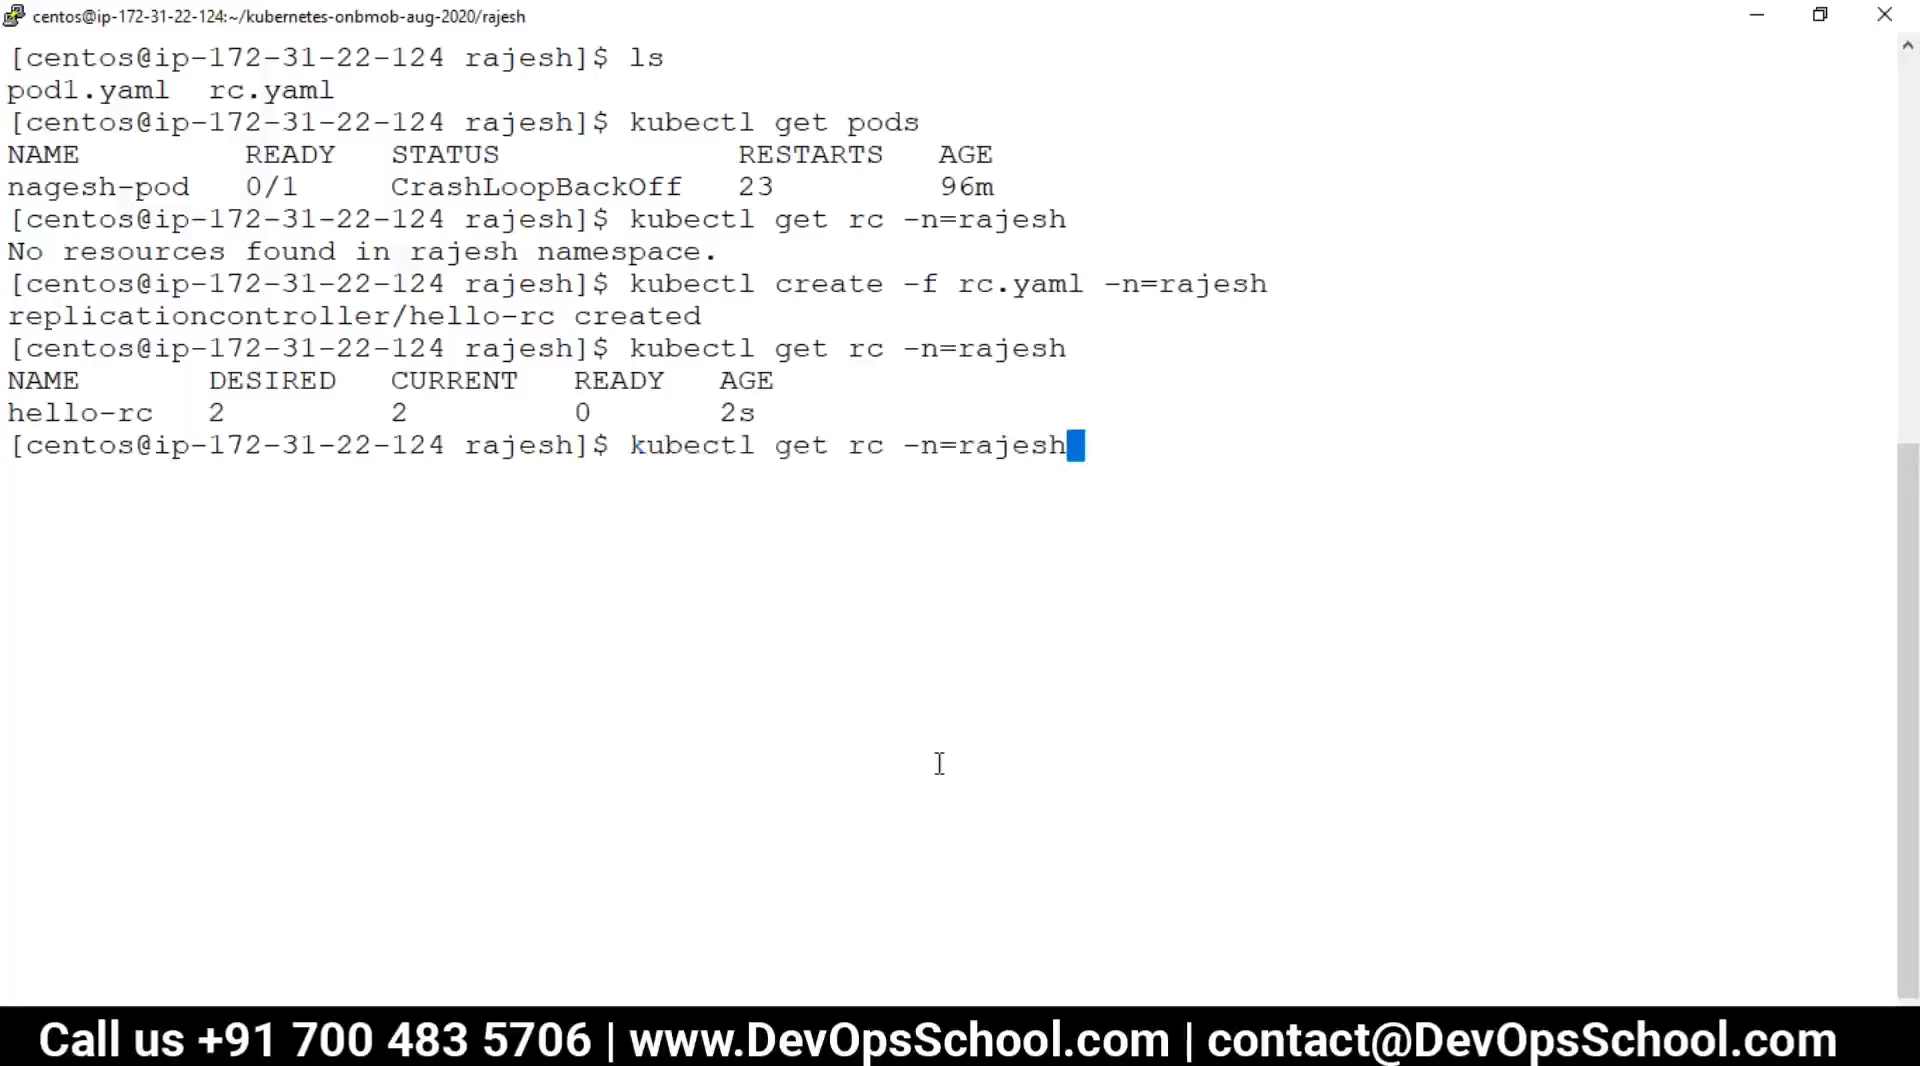 centos@ip-172-31-22-124:~/kubernetes-onbmob-aug-2020/rajesh
[centos@ip-172-31-22-124 rajesh]$ ls
pod1.yaml  rc.yaml
[centos@ip-172-31-22-124 rajesh]$ kubectl get pods
NAME         READY   STATUS             RESTARTS   AGE
nagesh-pod   0/1     CrashLoopBackOff   23         96m
[centos@ip-172-31-22-124 rajesh]$ kubectl get rc -n=rajesh
No resources found in rajesh namespace.
[centos@ip-172-31-22-124 rajesh]$ kubectl create -f rc.yaml -n=rajesh
replicationcontroller/hello-rc created
[centos@ip-172-31-22-124 rajesh]$ kubectl get rc -n=rajesh
NAME       DESIRED   CURRENT   READY   AGE
hello-rc   2         2         0       2s
[centos@ip-172-31-22-124 rajesh]$ kubectl get rc -n=rajesh
Call us +91 700 483 5706 | www.DevOpsSchool.com | contact@DevOpsSchool.com